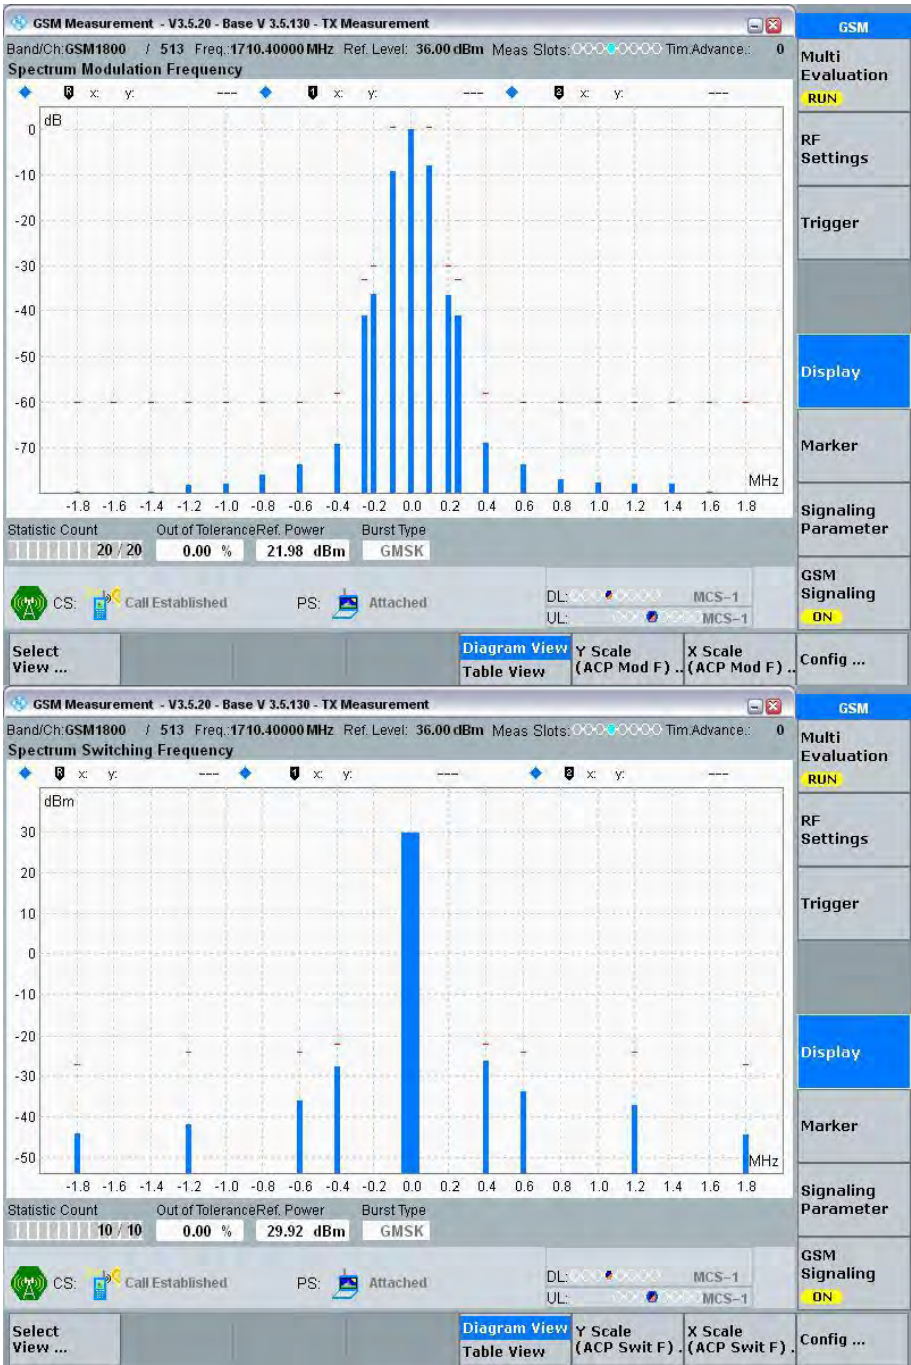 GSM Measurement - V3.5.20 - Base V 3.5.130 - TX Measurement
GSM
Band/Ch:GSM1800 / 513 Freq.:1710.40000 MHz Ref. Level: 36.00 dBm Meas Slots: Tim.Advance.: 0
Spectrum Modulation Frequency
R x: y: --- 1 x: y: --- 2 x: y: ---
dB
0
-10
-20
-30
-40
-50
-60
-70
MHz
-1.8 -1.6 -1.4 -1.2 -1.0 -0.8 -0.6 -0.4 -0.2 0.0 0.2 0.4 0.6 0.8 1.0 1.2 1.4 1.6 1.8
Statistic Count Out of Tolerance Ref. Power Burst Type
20 / 20 0.00 % 21.98 dBm GMSK
CS: Call Established PS: Attached
DL: MCS-1
UL: MCS-1
Multi
Evaluation
RUN
RF
Settings
Trigger
Display
Marker
Signaling
Parameter
GSM
Signaling
ON
Select
View ...
Diagram View
Table View
Y Scale
(ACP Mod F) ..
X Scale
(ACP Mod F) ..
Config ...
GSM Measurement - V3.5.20 - Base V 3.5.130 - TX Measurement
GSM
Band/Ch:GSM1800 / 513 Freq.:1710.40000 MHz Ref. Level: 36.00 dBm Meas Slots: Tim.Advance.: 0
Spectrum Switching Frequency
R x: y: --- 1 x: y: --- 2 x: y: ---
dBm
30
20
10
0
-10
-20
-30
-40
-50
MHz
-1.8 -1.6 -1.4 -1.2 -1.0 -0.8 -0.6 -0.4 -0.2 0.0 0.2 0.4 0.6 0.8 1.0 1.2 1.4 1.6 1.8
Statistic Count Out of Tolerance Ref. Power Burst Type
10 / 10 0.00 % 29.92 dBm GMSK
CS: Call Established PS: Attached
DL: MCS-1
UL: MCS-1
Multi
Evaluation
RUN
RF
Settings
Trigger
Display
Marker
Signaling
Parameter
GSM
Signaling
ON
Select
View ...
Diagram View
Table View
Y Scale
(ACP Swit F) .
X Scale
(ACP Swit F) .
Config ...